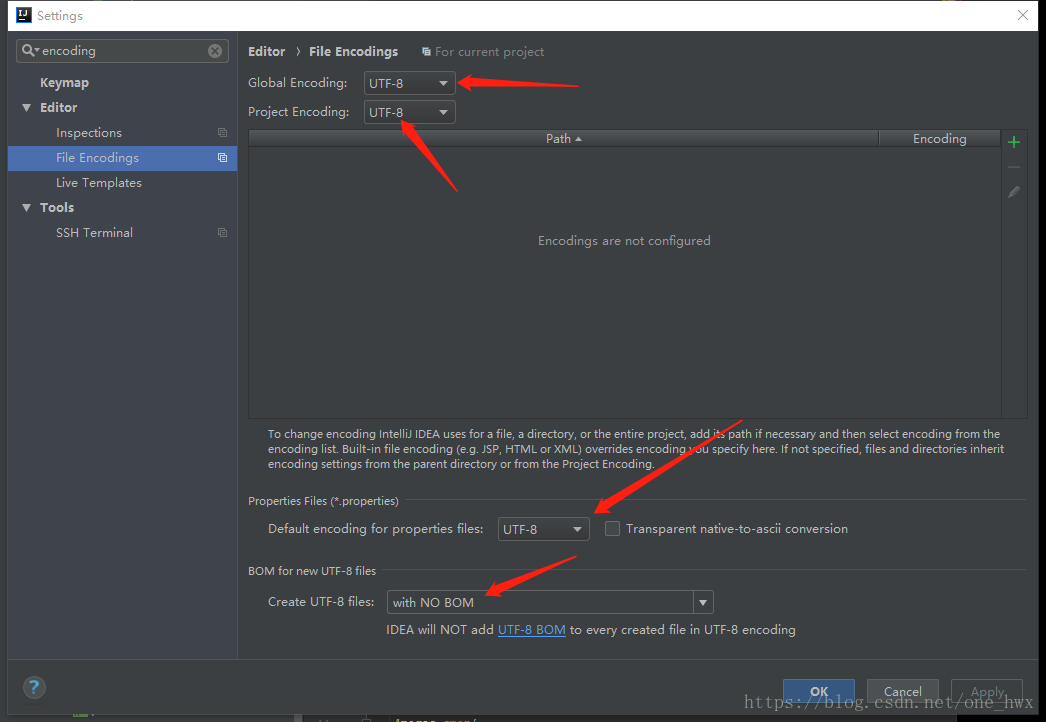 Settings
encoding
Keymap
Editor
Inspections
File Encodings
Live Templates
Tools
SSH Terminal
Editor › File Encodings For current project
Global Encoding: UTF-8
Project Encoding: UTF-8
Path Encoding
Encodings are not configured
To change encoding IntelliJ IDEA uses for a file, a directory, or the entire project, add its path if necessary and then select encoding from the
encoding list. Built-in file encoding (e.g. JSP, HTML or XML) overrides encoding you specify here. If not specified, files and directories inherit
encoding settings from the parent directory or from the Project Encoding.
Properties Files (*.properties)
Default encoding for properties files: UTF-8 Transparent native-to-ascii conversion
BOM for new UTF-8 files
Create UTF-8 files: with NO BOM
IDEA will NOT add UTF-8 BOM to every created file in UTF-8 encoding
?
OK Cancel Apply
https://blog.csdn.net/one_hwx